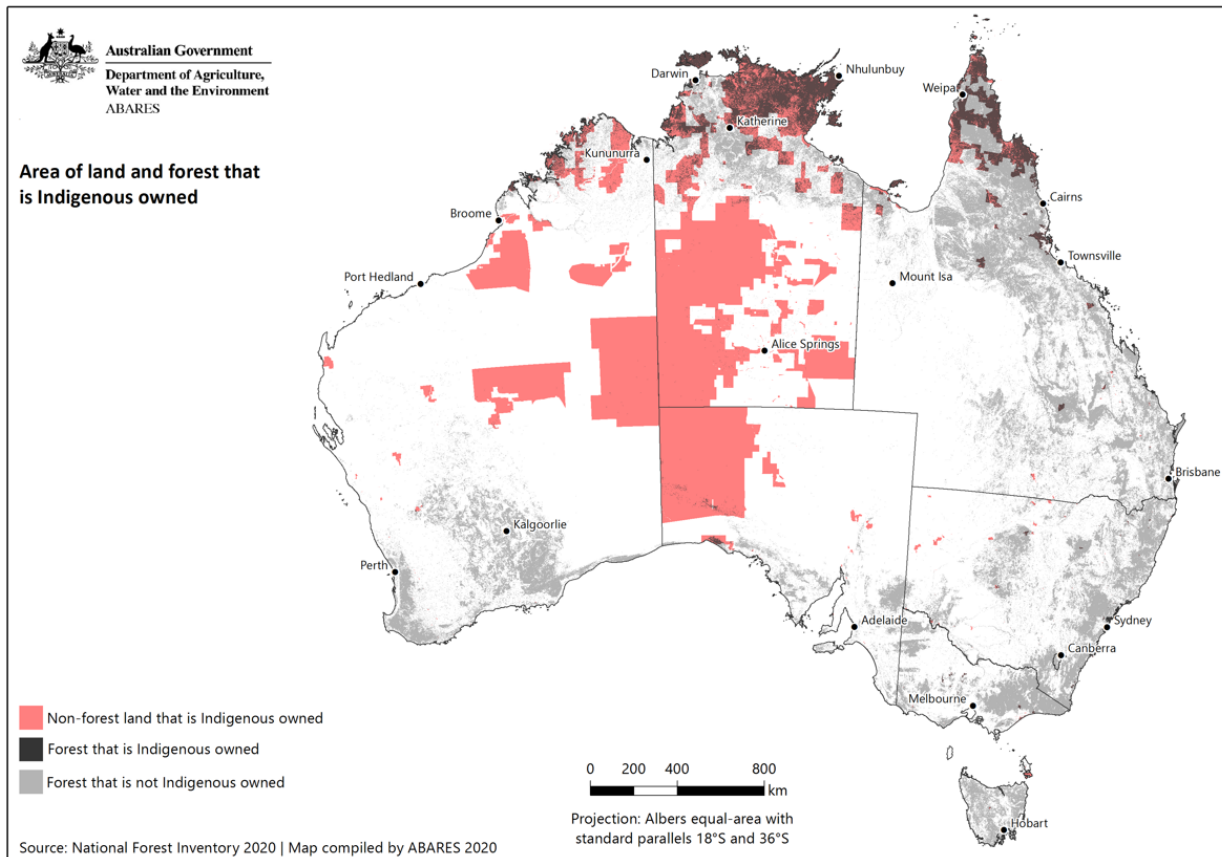 Australian Government
Department of Agriculture,
Water and the Environment
ABARES
Area of land and forest that
is Indigenous owned
Darwin
Nhulunbuy
Weipa
Katherine
Kununurra
Cairns
Broome
Townsville
Port Hedland
Mount Isa
Alice Springs
Brisbane
Kalgoorlie
Perth
Adelaide
Sydney
Canberra
Melbourne
Hobart
Non-forest land that is Indigenous owned
Forest that is Indigenous owned
Forest that is not Indigenous owned
0 200 400 800
km
Projection: Albers equal-area with
standard parallels 18°S and 36°S
Source: National Forest Inventory 2020 | Map compiled by ABARES 2020